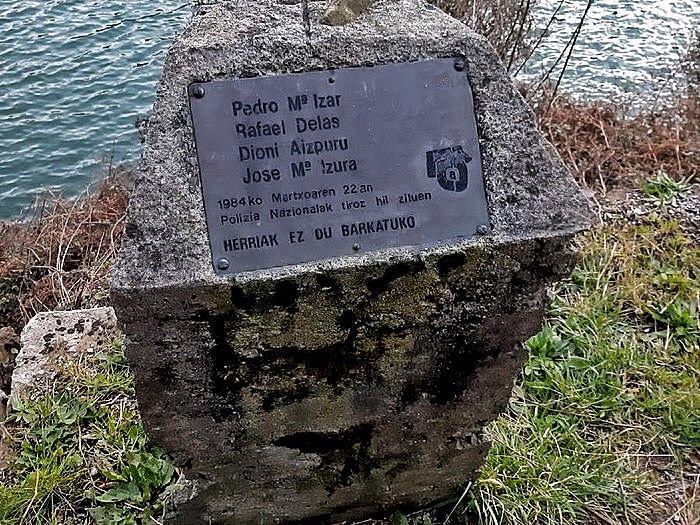 Pedro Mª Izar
Rafael Delas
Dioni Aizpuru
Jose Mª Izura
1984ko Martxoaren 22an
Polizia Nazionalak tiroz hil zituen
HERRIAK EZ DU BARKATUKO